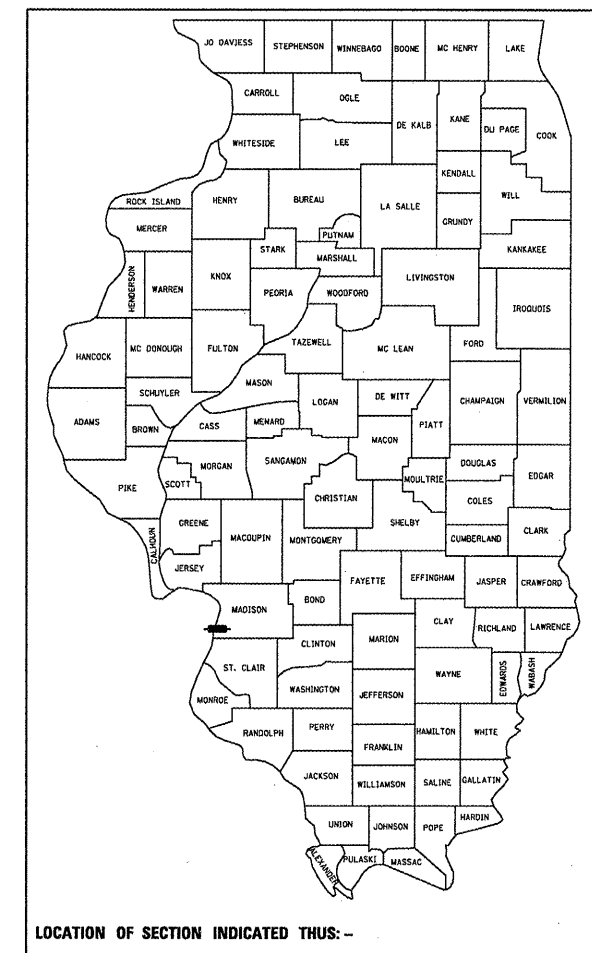 JO DAVIESS
STEPHENSON
WINNEBAGO
BOONE
MC HENRY
LAKE
CARROLL
OGLE
DE KALB
KANE
DU PAGE
COOK
WHITESIDE
LEE
KENDALL
WILL
ROCK ISLAND
HENRY
BUREAU
LA SALLE
GRUNDY
MERCER
PUTNAM
STARK
MARSHALL
KANKAKEE
HENDERSON
WARREN
KNOX
PEORIA
WOODFORD
LIVINGSTON
IROQUOIS
HANCOCK
MC DONOUGH
FULTON
TAZEWELL
MC LEAN
FORD
SCHUYLER
MASON
LOGAN
DE WITT
CHAMPAIGN
VERMILION
ADAMS
BROWN
CASS
MENARD
MACON
PIATT
PIKE
SCOTT
MORGAN
SANGAMON
CHRISTIAN
MOULTRIE
DOUGLAS
EDGAR
COLES
CALHOUN
GREENE
MACOUPIN
MONTGOMERY
SHELBY
CUMBERLAND
CLARK
JERSEY
FAYETTE
EFFINGHAM
JASPER
CRAWFORD
MADISON
BOND
CLAY
RICHLAND
LAWRENCE
CLINTON
MARION
ST. CLAIR
WAYNE
EDWARDS
WABASH
WASHINGTON
JEFFERSON
MONROE
RANDOLPH
PERRY
HAMILTON
WHITE
FRANKLIN
JACKSON
WILLIAMSON
SALINE
GALLATIN
UNION
JOHNSON
POPE
HARDIN
ALEXANDER
PULASKI
MASSAC
LOCATION OF SECTION INDICATED THUS: -